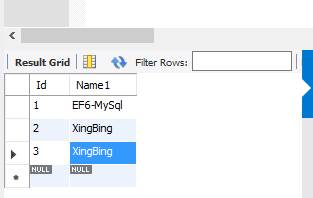 Result Grid Filter Rows:
Id Name1
1 EF6-MySql
2 XingBing
3 XingBing
NULL NULL